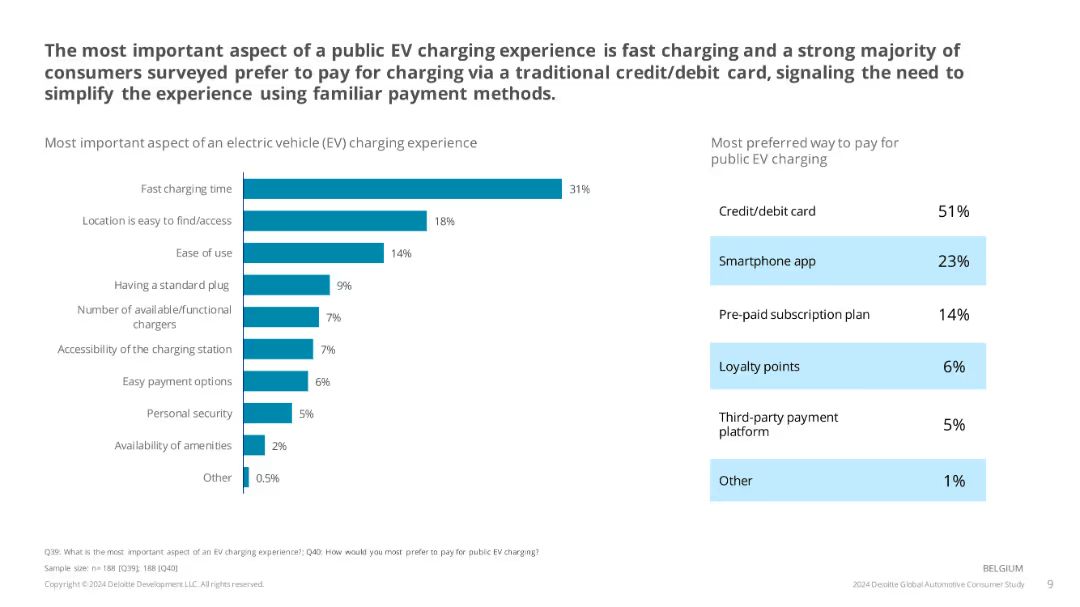 The most important aspect of a public EV charging experience is fast charging and a strong majority of
consumers surveyed prefer to pay for charging via a traditional credit/debit card, signaling the need to
simplify the experience using familiar payment methods.
Most important aspect of an electric vehicle (EV) charging experience
Fast charging time 31%
Location is easy to find/access 18%
Ease of use 14%
Having a standard plug 9%
Number of available/functional
chargers 7%
Accessibility of the charging station 7%
Easy payment options 6%
Personal security 5%
Availability of amenities 2%
Other 0.5%
Most preferred way to pay for
public EV charging
Credit/debit card 51%
Smartphone app 23%
Pre-paid subscription plan 14%
Loyalty points 6%
Third-party payment
platform 5%
Other 1%
Q39. What is the most important aspect of an EV charging experience?; Q40: How would you most prefer to pay for public EV charging?
Sample size: n= 188 [Q39]; 188 [Q40]
BELGIUM
Copyright © 2024 Deloitte Development LLC. All rights reserved.
2024 Deloitte Global Automotive Consumer Study 9